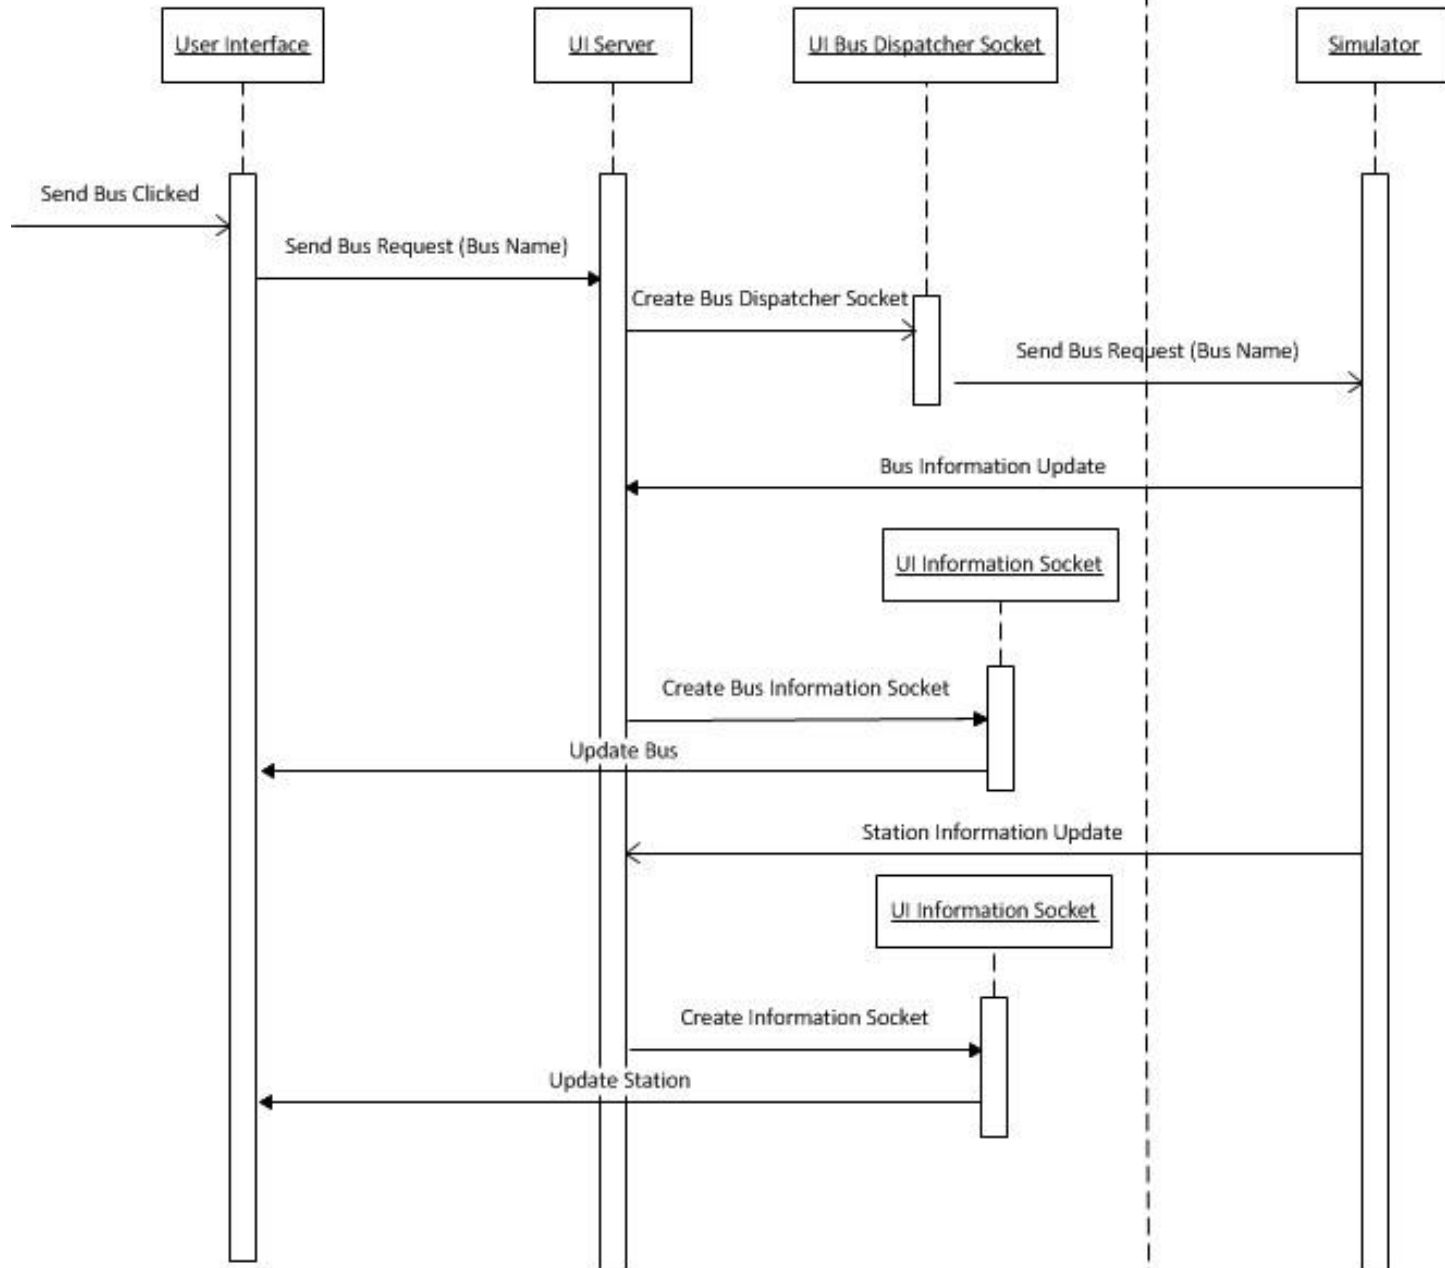 User Interface
UI Server
UI Bus Dispatcher Socket
Simulator
Send Bus Clicked
Send Bus Request (Bus Name)
Create Bus Dispatcher Socket
Send Bus Request (Bus Name)
Bus Information Update
UI Information Socket
Create Bus Information Socket
Update Bus
Station Information Update
UI Information Socket
Create Information Socket
Update Station